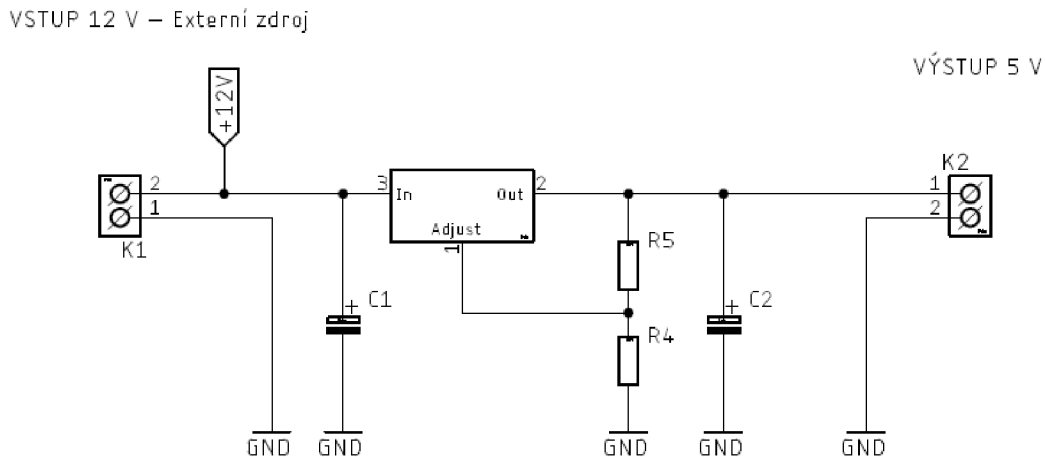 VSTUP 12 V – Externí zdroj
VÝSTUP 5 V
+12V
K2
2
3
In
Out
2
1
1
Adjust
2
K1
1
R5
C1
+
+
C2
R4
GND
GND
GND
GND
GND